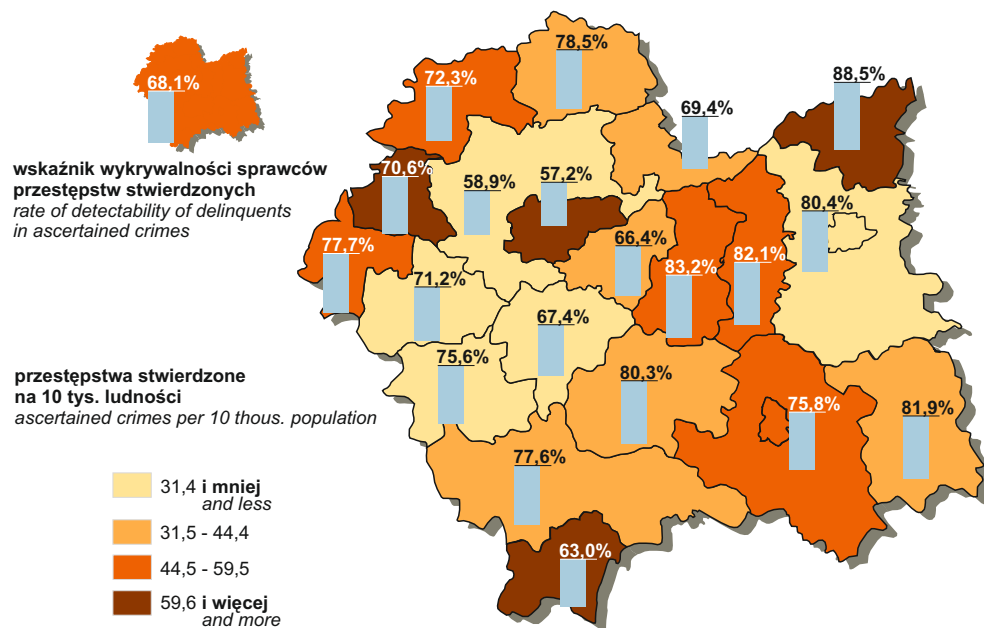 78,5%
72,3%
88,5%
68,1%
69,4%
wskaźnik wykrywalności sprawców
przestępstw stwierdzonych
rate of detectability of delinquents
in ascertained crimes
70,6%
58,9%
57,2%
80,4%
77,7%
66,4%
83,2%
82,1%
71,2%
67,4%
75,6%
przestępstwa stwierdzone
na 10 tys. ludności
ascertained crimes per 10 thous. population
80,3%
75,8%
81,9%
77,6%
31,4 i mniej
and less
31,5 - 44,4
44,5 - 59,5
63,0%
59,6 i więcej
and more